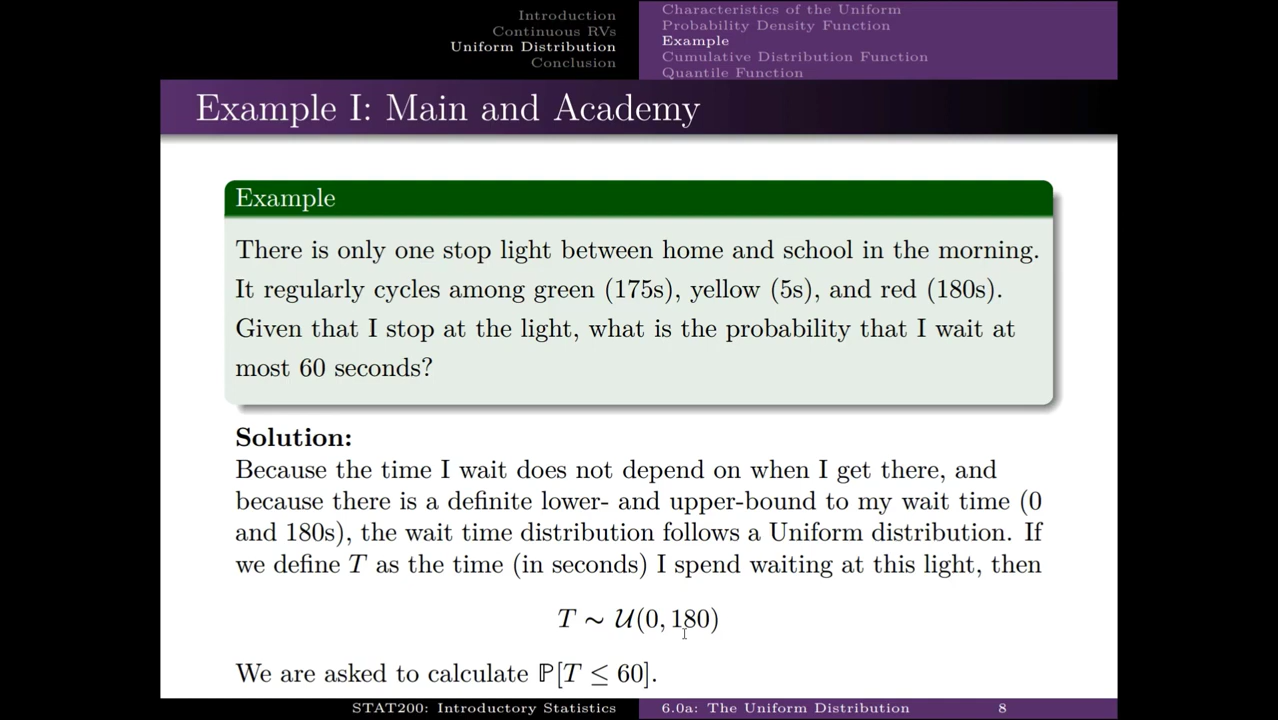 Introduction
Continuous RVs
Uniform Distribution
Conclusion
Characteristics of the Uniform
Probability Density Function
Example
Cumulative Distribution Function
Quantile Function
Example I: Main and Academy
Example
There is only one stop light between home and school in the morning.
It regularly cycles among green (175s), yellow (5s), and red (180s).
Given that I stop at the light, what is the probability that I wait at
most 60 seconds?
Solution:
Because the time I wait does not depend on when I get there, and
because there is a definite lower- and upper-bound to my wait time (0
and 180s), the wait time distribution follows a Uniform distribution. If
we define T as the time (in seconds) I spend waiting at this light, then
T ∼ 𝒰(0, 180)
We are asked to calculate ℙ[T ≤ 60].
STAT200: Introductory Statistics
6.0a: The Uniform Distribution
8